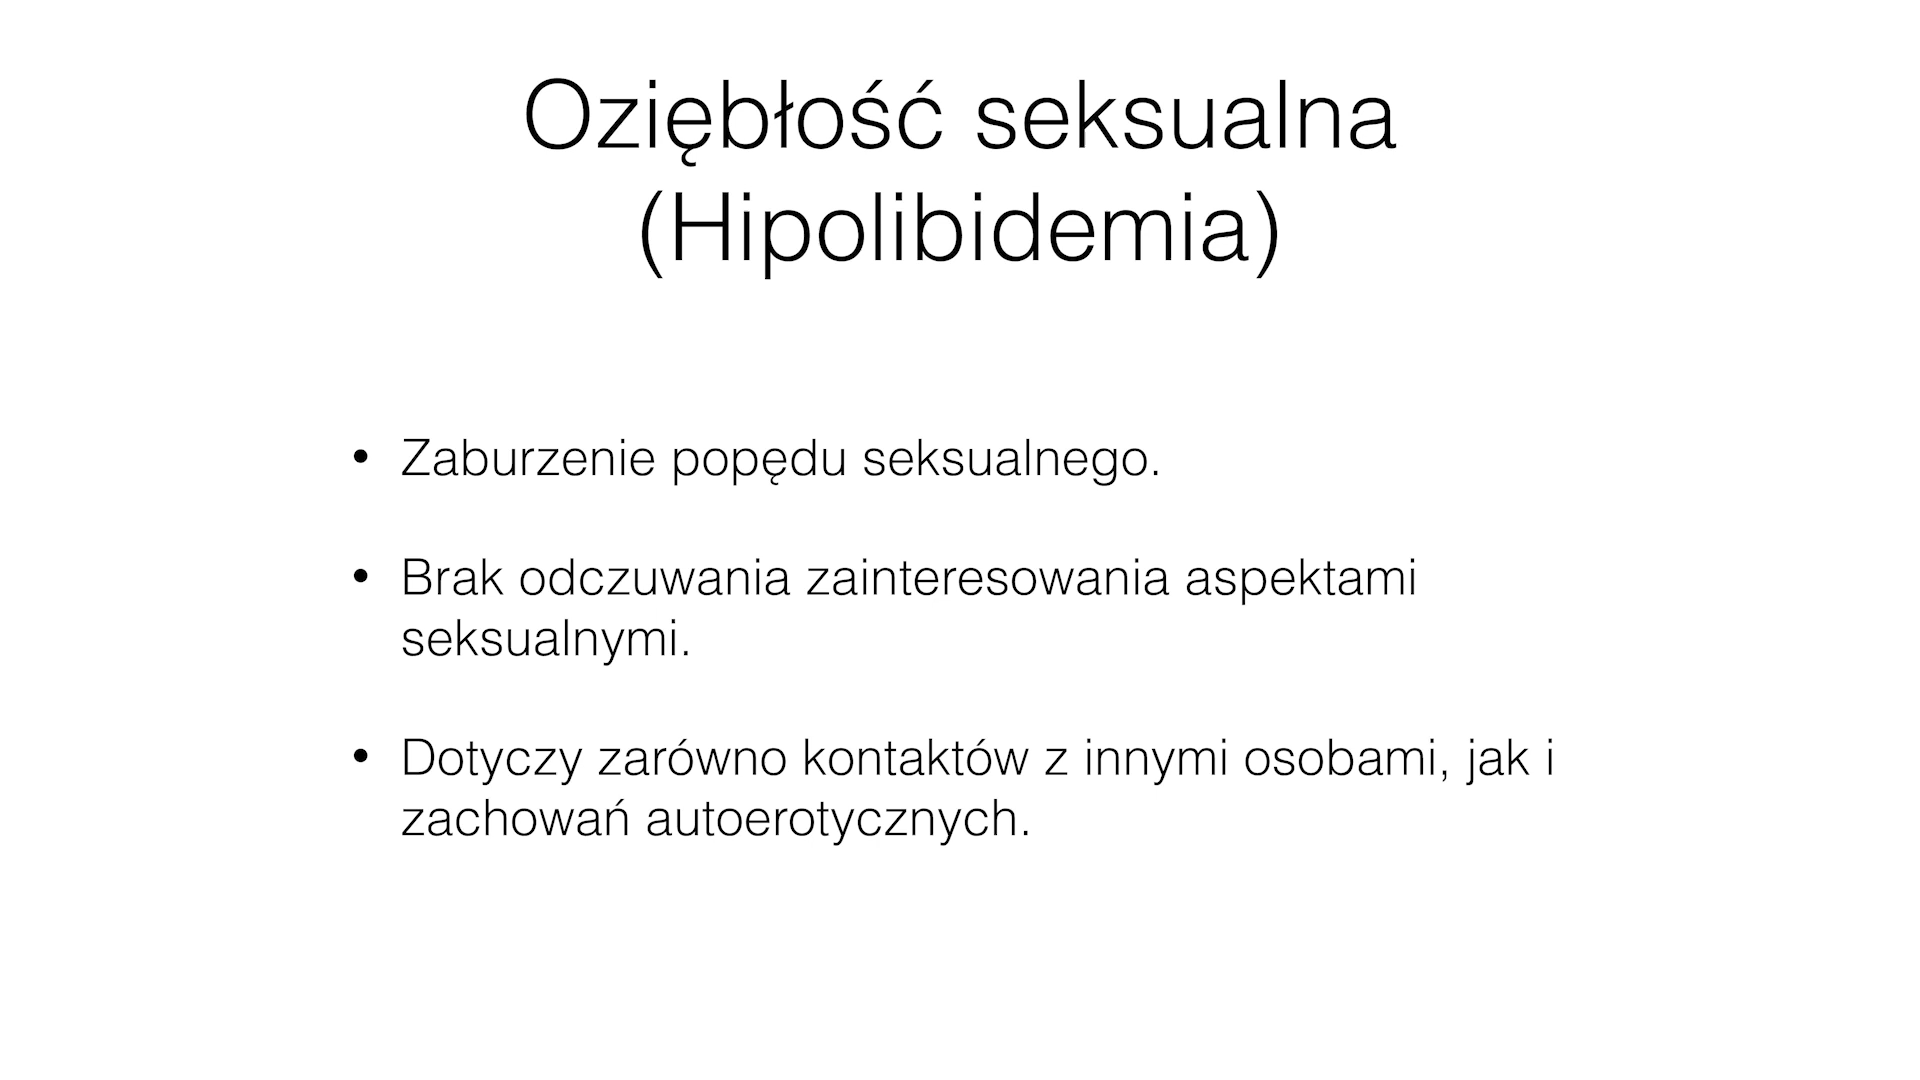 Oziębłość seksualna
(Hipolibidemia)
• Zaburzenie popędu seksualnego.
• Brak odczuwania zainteresowania aspektami
seksualnymi.
• Dotyczy zarówno kontaktów z innymi osobami, jak i
zachowań autoerotycznych.